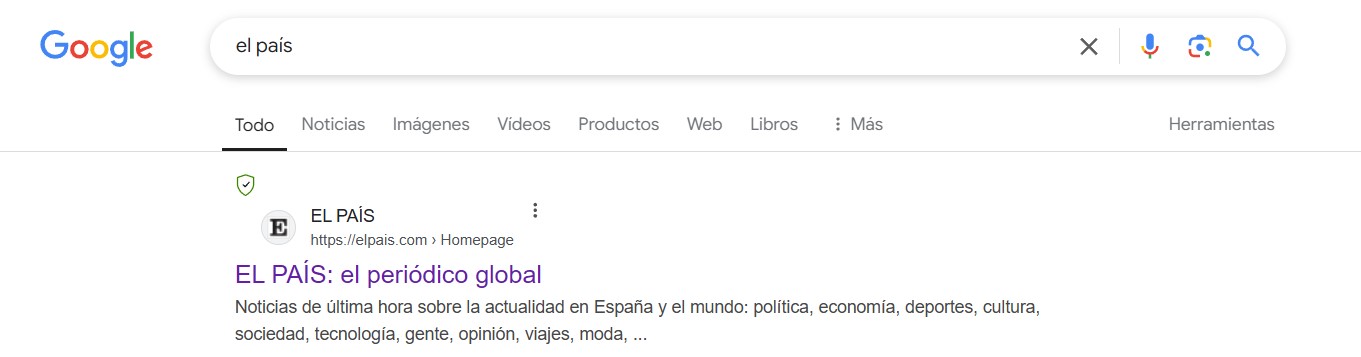 Google
el país
Todo Noticias Imágenes Vídeos Productos Web Libros Más Herramientas
E
EL PAÍS
https://elpais.com › Homepage
EL PAÍS: el periódico global
Noticias de última hora sobre la actualidad en España y el mundo: política, economía, deportes, cultura,
sociedad, tecnología, gente, opinión, viajes, moda, ...